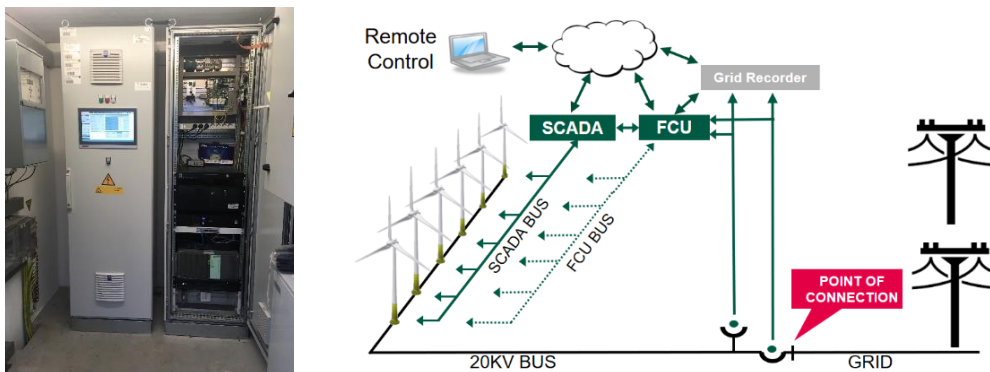 Remote
Control
Grid Recorder
SCADA
FCU
SCADA BUS
FCU BUS
POINT OF
CONNECTION
20KV BUS
GRID